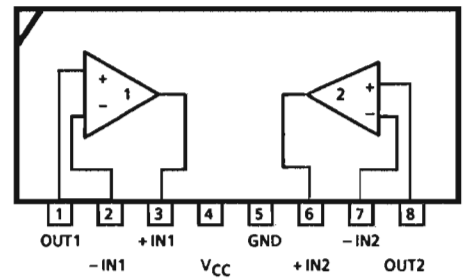 + 1 -
2 + -
1 2 3 4 5 6 7 8
OUT1 +IN1 GND -IN2
-IN1 VCC +IN2 OUT2